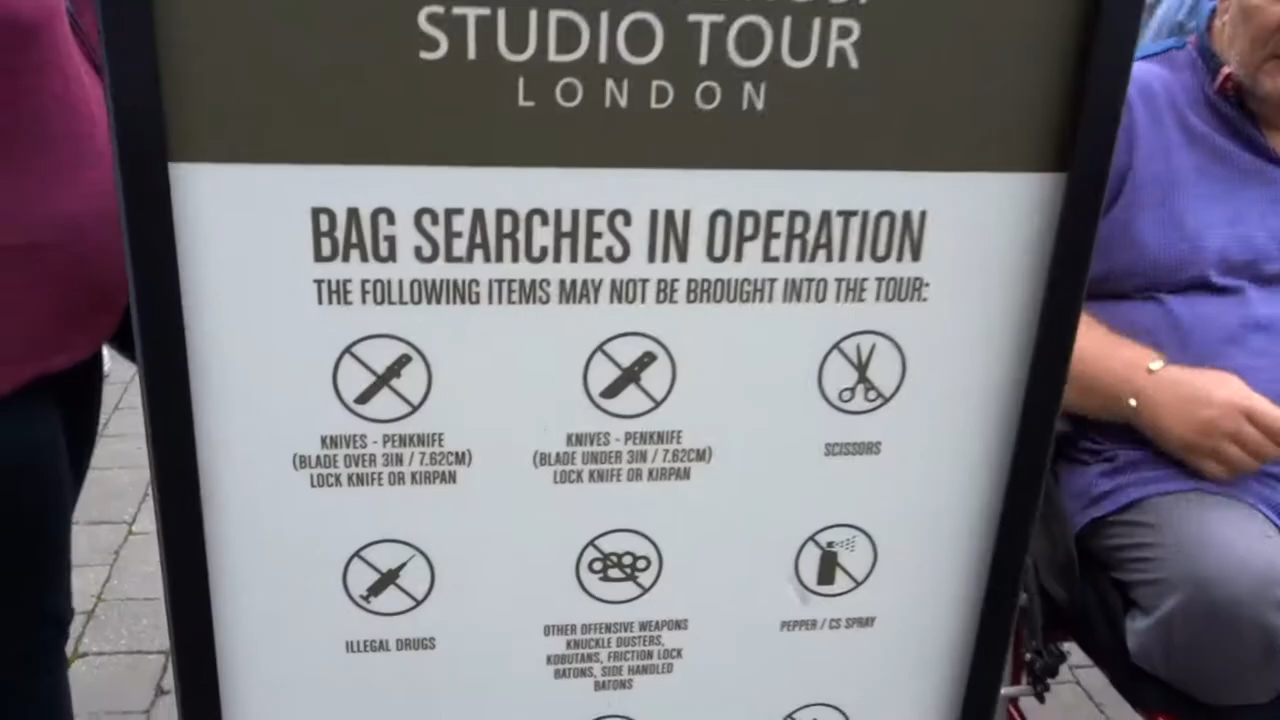 STUDIO TOUR
LONDON
BAG SEARCHES IN OPERATION
THE FOLLOWING ITEMS MAY NOT BE BROUGHT INTO THE TOUR:
KNIVES - PENKNIFE
(BLADE OVER 3IN / 7.62CM)
LOCK KNIFE OR KIRPAN
KNIVES - PENKNIFE
(BLADE UNDER 3IN / 7.62CM)
LOCK KNIFE OR KIRPAN
SCISSORS
ILLEGAL DRUGS
OTHER OFFENSIVE WEAPONS
KNUCKLE DUSTERS,
KOBUTANS, FRICTION LOCK
BATONS, SIDE HANDLED
BATONS
PEPPER / CS SPRAY